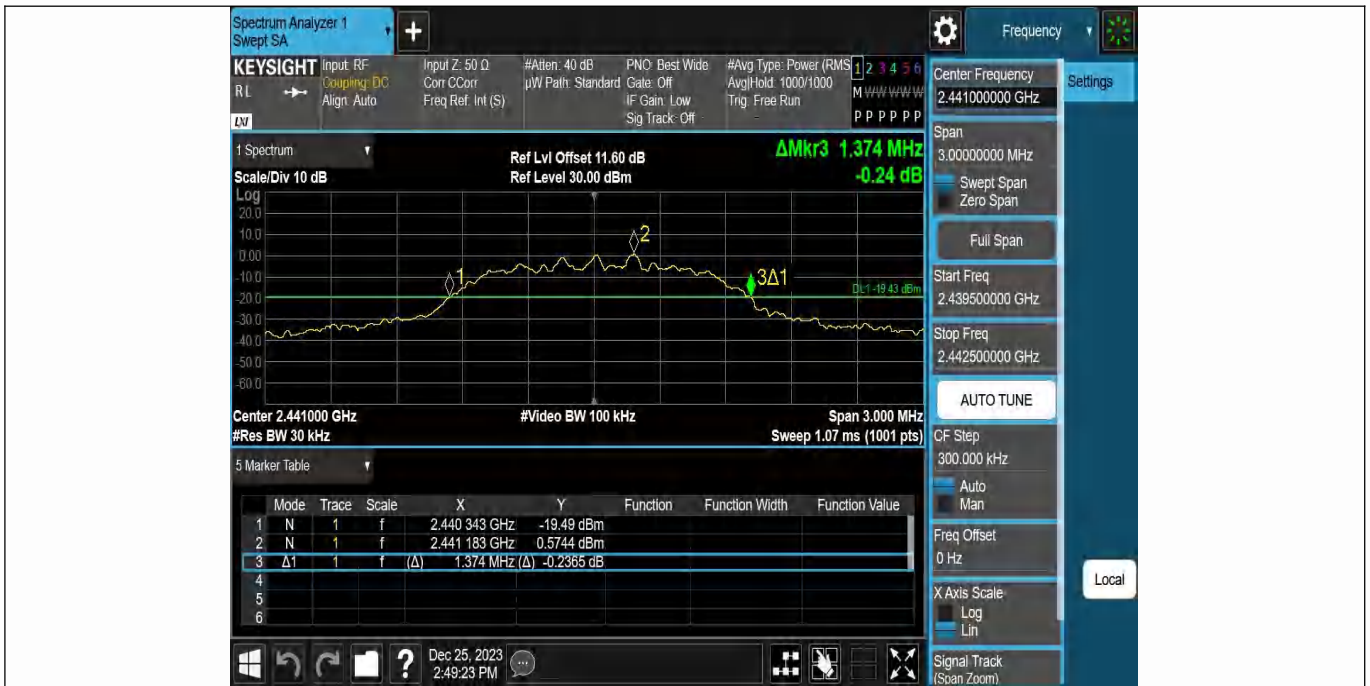 Spectrum Analyzer 1
Swept SA
+
Frequency
KEYSIGHT
R L
LXI
Input: RF
Coupling: DC
Align: Auto
Input Z: 50 Ω
Corr CCorr
Freq Ref: Int (S)
#Atten: 40 dB
µW Path: Standard
PNO: Best Wide
Gate: Off
IF Gain: Low
Sig Track: Off
#Avg Type: Power (RMS
Avg|Hold: 1000/1000
Trig: Free Run
1 2 3 4 5 6
M W W W W W
P P P P P P
1 Spectrum
Scale/Div 10 dB
Ref Lvl Offset 11.60 dB
Ref Level 30.00 dBm
ΔMkr3 1.374 MHz
-0.24 dB
Log
20.0
10.0
0.00
-10.0
-20.0
-30.0
-40.0
-50.0
-60.0
1
2
3Δ1
DL1 -19.43 dBm
Center 2.441000 GHz
#Video BW 100 kHz
Span 3.000 MHz
#Res BW 30 kHz
Sweep 1.07 ms (1001 pts)
5 Marker Table
Mode Trace Scale X Y Function Function Width Function Value
1 N 1 f 2.440 343 GHz -19.49 dBm
2 N 1 f 2.441 183 GHz 0.5744 dBm
3 Δ1 1 f (Δ) 1.374 MHz (Δ) -0.2365 dB
4
5
6
?
Dec 25, 2023
2:49:23 PM
Center Frequency
2.441000000 GHz
Settings
Span
3.00000000 MHz
Swept Span
Zero Span
Full Span
Start Freq
2.439500000 GHz
Stop Freq
2.442500000 GHz
AUTO TUNE
CF Step
300.000 kHz
Auto
Man
Freq Offset
0 Hz
X Axis Scale
Log
Lin
Local
Signal Track
(Span Zoom)